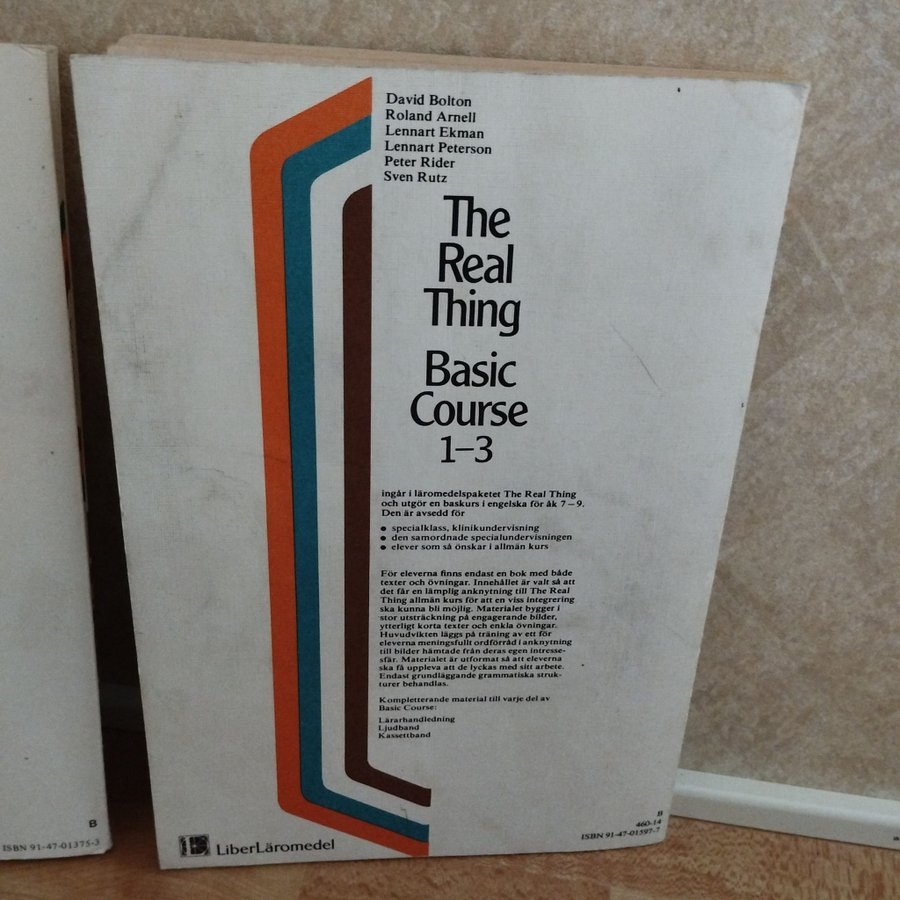 David Bolton
Roland Arnell
Lennart Ekman
Lennart Peterson
Peter Rider
Sven Rutz
The
Real
Thing
Basic
Course
1–3
ingår i läromedelspaketet The Real Thing
och utgör en baskurs i engelska för åk 7–9.
Den är avsedd för
● specialklass, klinikundervisning
● den samordnade specialundervisningen
● elever som så önskar i allmän kurs
För eleverna finns endast en bok med både
texter och övningar. Innehållet är valt så att
det får en lämplig anknytning till The Real
Thing allmän kurs för att en viss integrering
ska kunna bli möjlig. Materialet bygger i
stor utsträckning på engagerande bilder,
ytterligt korta texter och enkla övningar.
Huvudvikten läggs på träning av ett för
eleverna meningsfullt ordförråd i anknytning
till bilder hämtade från deras egen intresse-
sfär. Materialet är utformat så att eleverna
ska få uppleva att de lyckas med sitt arbete.
Endast grundläggande grammatiska struk-
turer behandlas.
Kompletterande material till varje del av
Basic Course:
Lärarhandledning
Ljudband
Kassettband
LiberLäromedel
B
460-14
ISBN 91-47-01597-7
B
ISBN 91-47-01375-3